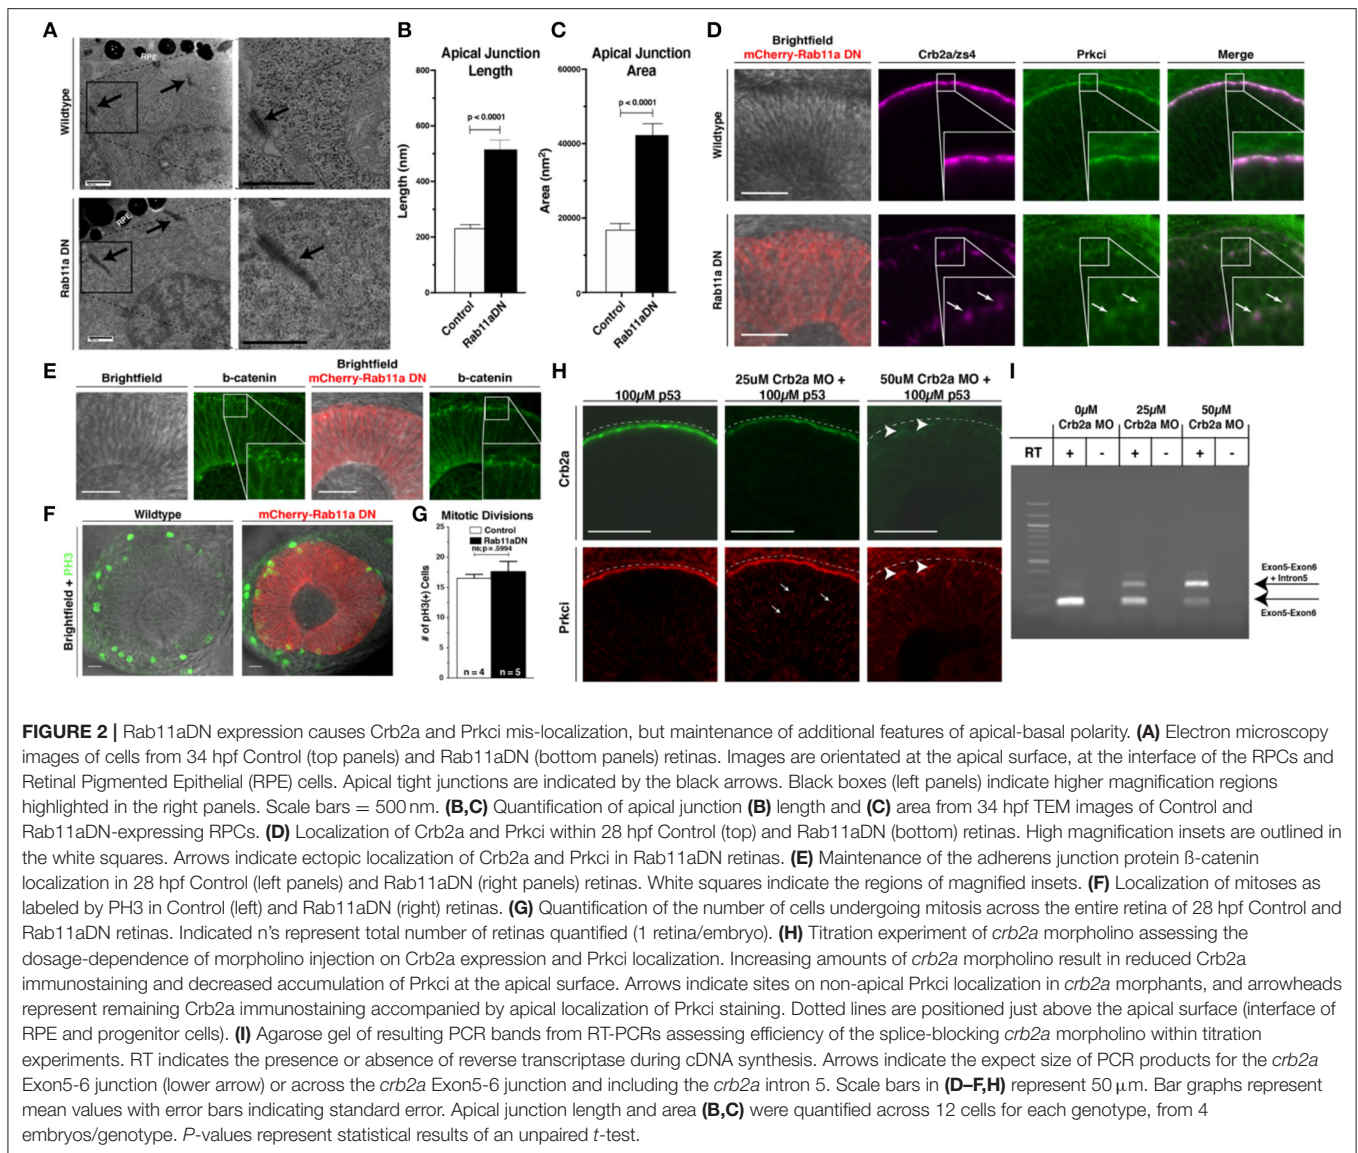 A
Wildtype
RPE
Rab11a DN
RPE
B
Apical Junction
Length
800
600
400
200
0
Length (nm)
p < 0.0001
Control
Rab11aDN
C
Apical Junction
Area
60000
40000
20000
0
Area (nm²)
p < 0.0001
Control
Rab11aDN
D
Brightfield
mCherry-Rab11a DN
Crb2a/zs4
Prkci
Merge
Wildtype
Rab11a DN
E
Brightfield
b-catenin
Brightfield
mCherry-Rab11a DN
b-catenin
F
Wildtype
mCherry-Rab11a DN
Brightfield + PH3
G
Mitotic Divisions
Control
Rab11aDN
ns; p = .5994
25
20
15
10
5
0
# of pH3(+) Cells
n = 4
n = 5
H
100µM p53
25uM Crb2a MO +
100µM p53
50uM Crb2a MO +
100µM p53
Crb2a
Prkci
I
0µM
Crb2a MO
25µM
Crb2a MO
50µM
Crb2a MO
RT + - + - + -
Exon5-Exon6
+ Intron5
Exon5-Exon6
FIGURE 2 | Rab11aDN expression causes Crb2a and Prkci mis-localization, but maintenance of additional features of apical-basal polarity. (A) Electron microscopy
images of cells from 34 hpf Control (top panels) and Rab11aDN (bottom panels) retinas. Images are orientated at the apical surface, at the interface of the RPCs and
Retinal Pigmented Epithelial (RPE) cells. Apical tight junctions are indicated by the black arrows. Black boxes (left panels) indicate higher magnification regions
highlighted in the right panels. Scale bars = 500 nm. (B,C) Quantification of apical junction (B) length and (C) area from 34 hpf TEM images of Control and
Rab11aDN-expressing RPCs. (D) Localization of Crb2a and Prkci within 28 hpf Control (top) and Rab11aDN (bottom) retinas. High magnification insets are outlined in
the white squares. Arrows indicate ectopic localization of Crb2a and Prkci in Rab11aDN retinas. (E) Maintenance of the adherens junction protein ß-catenin
localization in 28 hpf Control (left panels) and Rab11aDN (right panels) retinas. White squares indicate the regions of magnified insets. (F) Localization of mitoses as
labeled by PH3 in Control (left) and Rab11aDN (right) retinas. (G) Quantification of the number of cells undergoing mitosis across the entire retina of 28 hpf Control and
Rab11aDN retinas. Indicated n's represent total number of retinas quantified (1 retina/embryo). (H) Titration experiment of crb2a morpholino assessing the
dosage-dependence of morpholino injection on Crb2a expression and Prkci localization. Increasing amounts of crb2a morpholino result in reduced Crb2a
immunostaining and decreased accumulation of Prkci at the apical surface. Arrows indicate sites on non-apical Prkci localization in crb2a morphants, and arrowheads
represent remaining Crb2a immunostaining accompanied by apical localization of Prkci staining. Dotted lines are positioned just above the apical surface (interface of
RPE and progenitor cells). (I) Agarose gel of resulting PCR bands from RT-PCRs assessing efficiency of the splice-blocking crb2a morpholino within titration
experiments. RT indicates the presence or absence of reverse transcriptase during cDNA synthesis. Arrows indicate the expect size of PCR products for the crb2a
Exon5-6 junction (lower arrow) or across the crb2a Exon5-6 junction and including the crb2a intron 5. Scale bars in (D–F,H) represent 50 µm. Bar graphs represent
mean values with error bars indicating standard error. Apical junction length and area (B,C) were quantified across 12 cells for each genotype, from 4
embryos/genotype. P-values represent statistical results of an unpaired t-test.